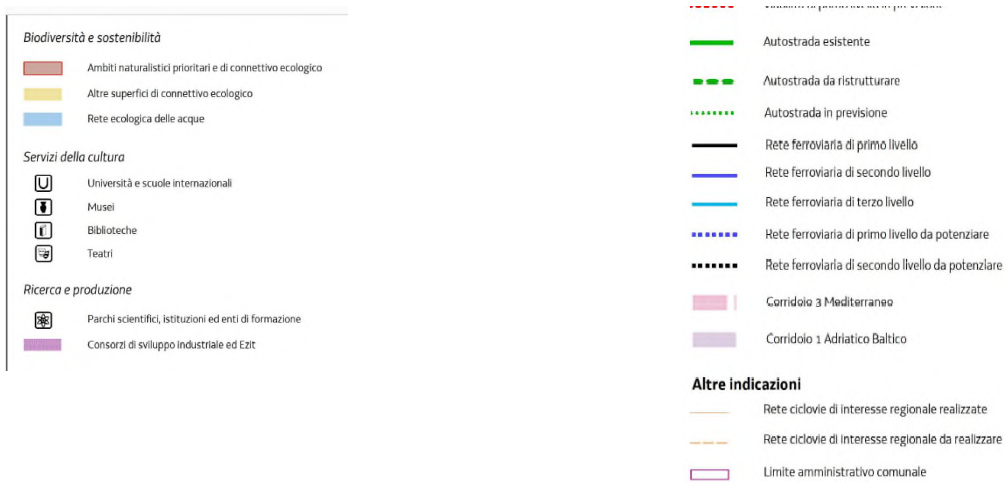 Biodiversità e sostenibilità
Ambiti naturalistici prioritari e di connettivo ecologico
Altre superfici di connettivo ecologico
Rete ecologica delle acque
Servizi della cultura
Università e scuole internazionali
Musei
Biblioteche
Teatri
Ricerca e produzione
Parchi scientifici, istituzioni ed enti di formazione
Consorzi di sviluppo industriale ed Ezit
Autostrada esistente
Autostrada da ristrutturare
Autostrada in previsione
Rete ferroviaria di primo livello
Rete ferroviaria di secondo livello
Rete ferroviaria di terzo livello
Rete ferroviaria di primo livello da potenziare
Rete ferroviaria di secondo livello da potenziare
Corridoio 3 Mediterraneo
Corridoio 1 Adriatico Baltico
Altre indicazioni
Rete ciclovie di interesse regionale realizzate
Rete ciclovie di interesse regionale da realizzare
Limite amministrativo comunale